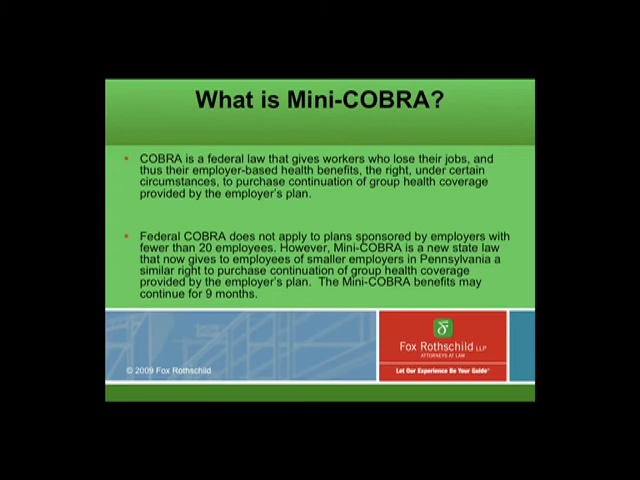 What is Mini-COBRA?
• COBRA is a federal law that gives workers who lose their jobs, and
thus their employer-based health benefits, the right, under certain
circumstances, to purchase continuation of group health coverage
provided by the employer's plan.
• Federal COBRA does not apply to plans sponsored by employers with
fewer than 20 employees. However, Mini-COBRA is a new state law
that now gives to employees of smaller employers in Pennsylvania a
similar right to purchase continuation of group health coverage
provided by the employer's plan. The Mini-COBRA benefits may
continue for 9 months.
Fox Rothschild LLP
ATTORNEYS AT LAW
Let Our Experience Be Your Guide®
© 2009 Fox Rothschild